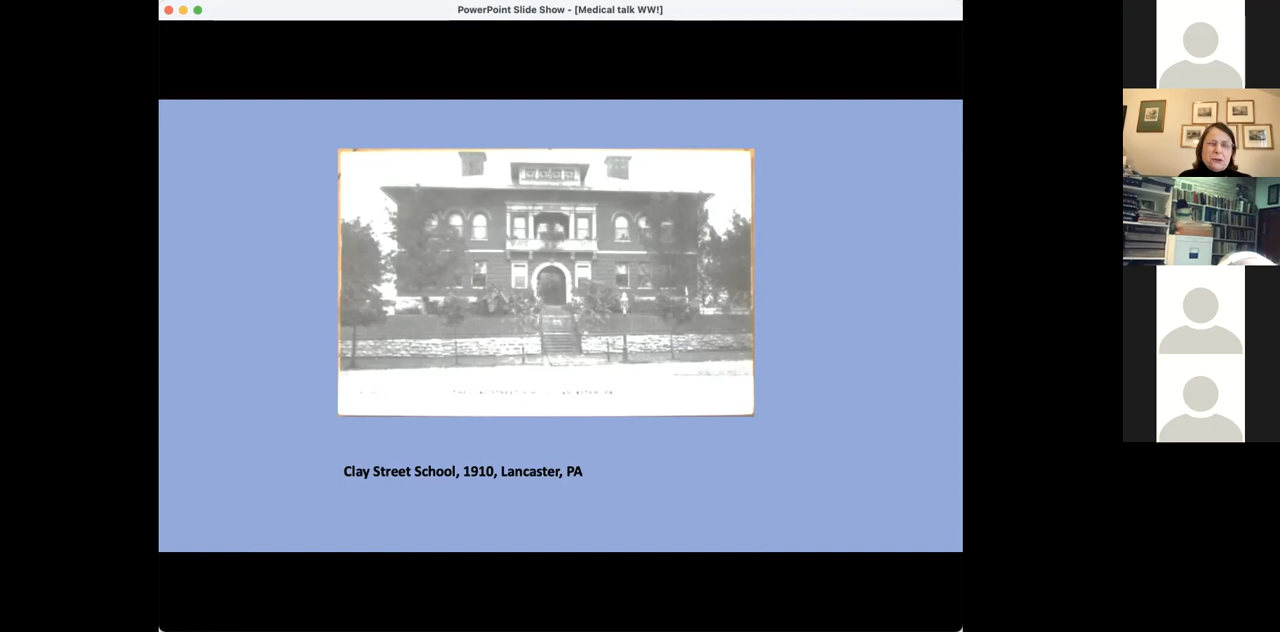 PowerPoint Slide Show - [Medical talk WW!]
Clay Street School, 1910, Lancaster, PA